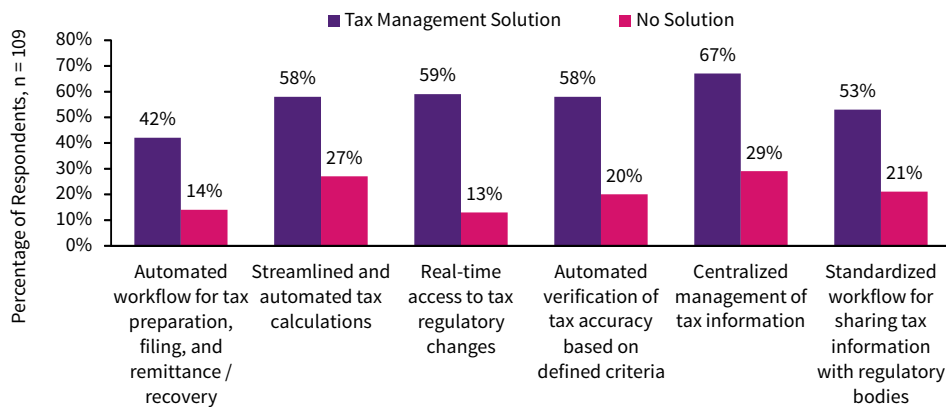 Tax Management Solution
No Solution
Percentage of Respondents, n = 109
80%
70%
60%
50%
40%
30%
20%
10%
0%
42%
14%
58%
27%
59%
13%
58%
20%
67%
29%
53%
21%
Automated
workflow for tax
preparation,
filing, and
remittance /
recovery
Streamlined and
automated tax
calculations
Real-time
access to tax
regulatory
changes
Automated
verification of
tax accuracy
based on
defined criteria
Centralized
management of
tax information
Standardized
workflow for
sharing tax
information
with regulatory
bodies